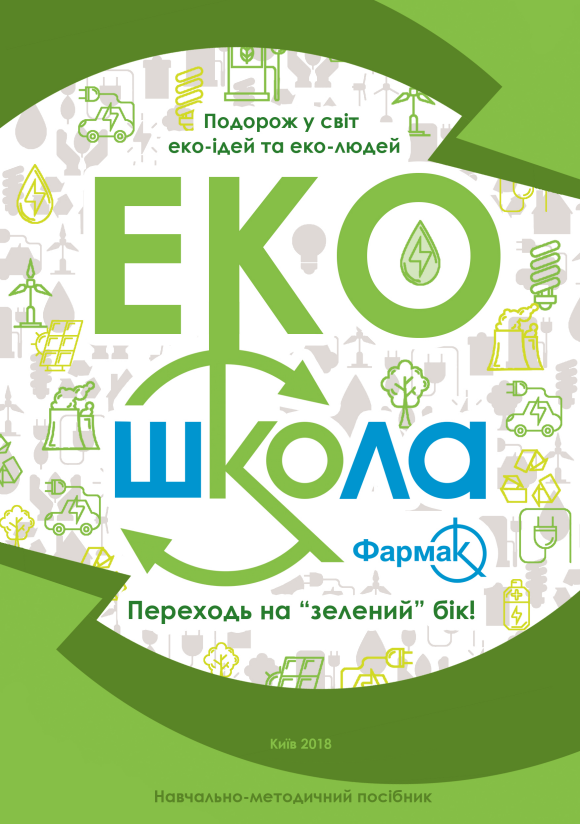 Подорож у світ
еко-ідей та еко-людей
ЕКО
школа
Фармак
Переходь на “зелений” бік!
Київ 2018
Навчально-методичний посібник